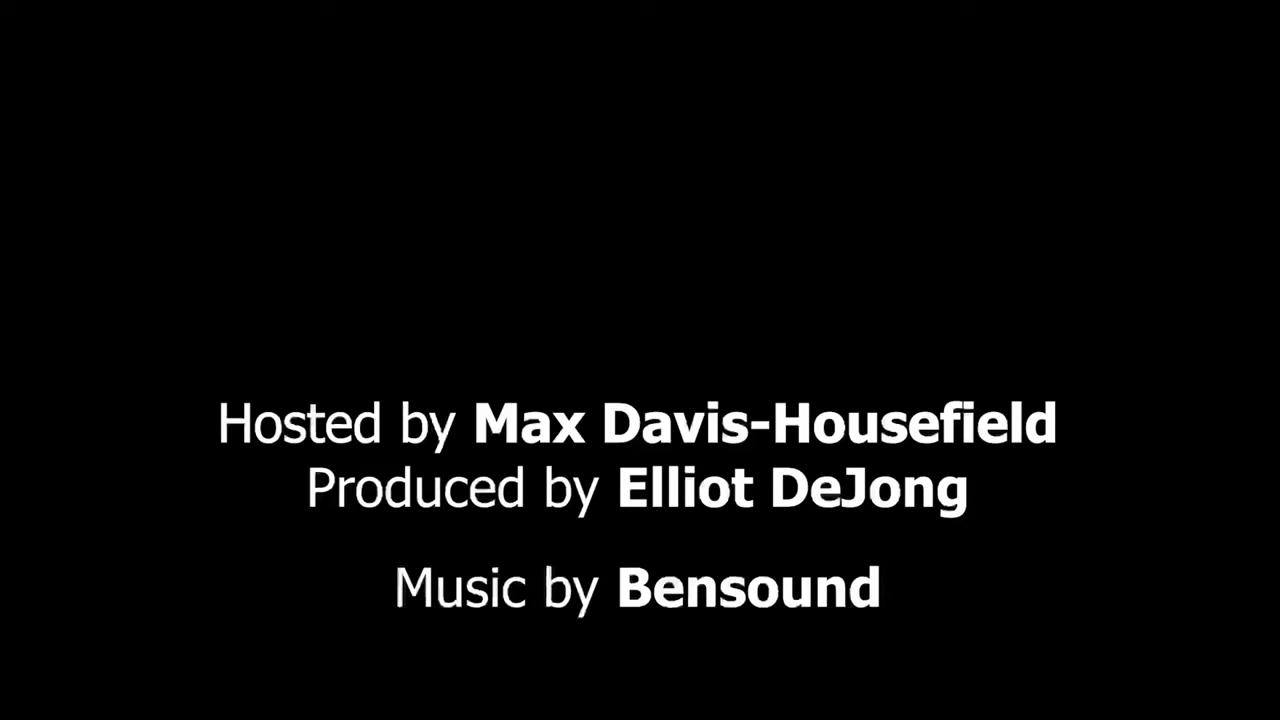 Hosted by Max Davis-Housefield
Produced by Elliot DeJong
Music by Bensound